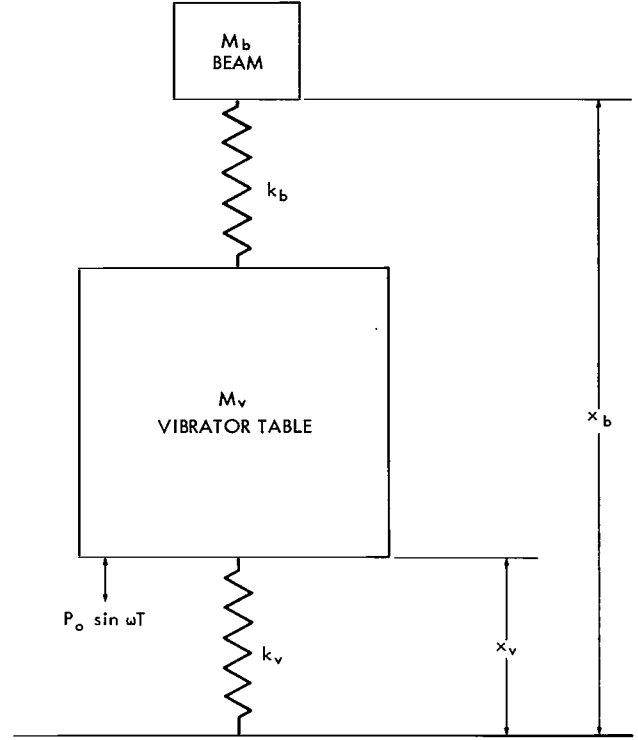 M_b
BEAM
k_b
M_v
VIBRATOR TABLE
x_b
P_o sin ωT
k_v
x_v